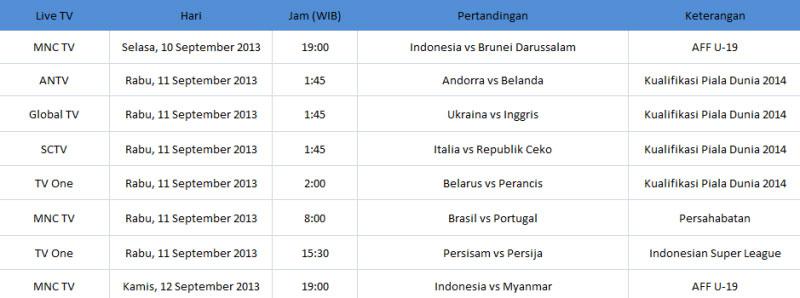 Live TV Hari Jam (WIB) Pertandingan Keterangan
MNC TV Selasa, 10 September 2013 19:00 Indonesia vs Brunei Darussalam AFF U-19
ANTV Rabu, 11 September 2013 1:45 Andorra vs Belanda Kualifikasi Piala Dunia 2014
Global TV Rabu, 11 September 2013 1:45 Ukraina vs Inggris Kualifikasi Piala Dunia 2014
SCTV Rabu, 11 September 2013 1:45 Italia vs Republik Ceko Kualifikasi Piala Dunia 2014
TV One Rabu, 11 September 2013 2:00 Belarus vs Perancis Kualifikasi Piala Dunia 2014
MNC TV Rabu, 11 September 2013 8:00 Brasil vs Portugal Persahabatan
TV One Rabu, 11 September 2013 15:30 Persisam vs Persija Indonesian Super League
MNC TV Kamis, 12 September 2013 19:00 Indonesia vs Myanmar AFF U-19